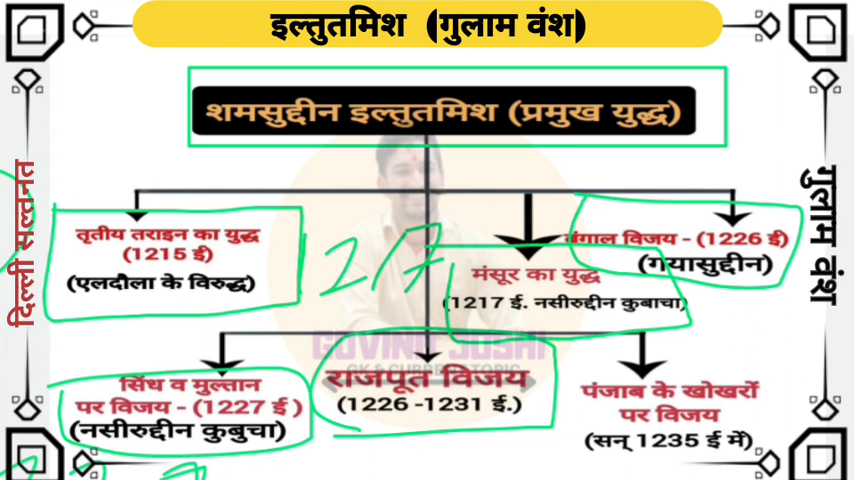 इल्तुतमिश (गुलाम वंश)
शमसुद्दीन इल्तुतमिश (प्रमुख युद्ध)
दिल्ली सल्तनत
गुलाम वंश
तृतीय तराइन का युद्ध
(1215 ई)
(एलदौला के विरुद्ध)
1217
मंसूर का युद्ध
(1217 ई. नसीरुद्दीन कुबाचा)
बंगाल विजय - (1226 ई)
(गयासुद्दीन)
GOVIND JOSHI
GK & CURRENT TOPIC
सिंध व मुल्तान
पर विजय - (1227 ई )
(नसीरुद्दीन कुबुचा)
राजपूत विजय
(1226 -1231 ई.)
पंजाब के खोखरों
पर विजय
(सन् 1235 ई में)